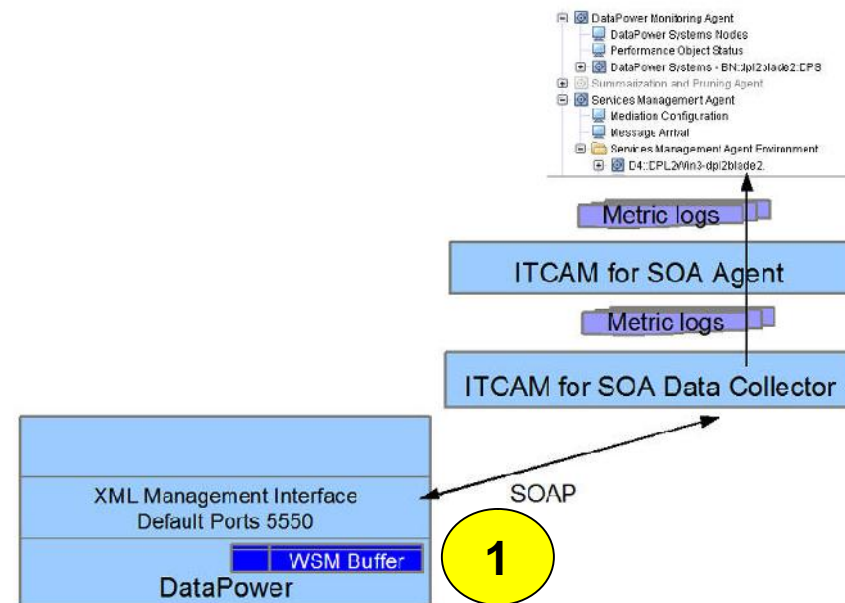 DataPower Monitoring Agent
DataPower Systems Nodes
Performance Object Status
DataPower Systems - BN:dpl2blade2:DPS
Summarization and Pruning Agent
Services Management Agent
Mediation Configuration
Message Arrival
Services Management Agent Environment
D4::DPL2Win3-dpl2blade2.
Metric logs
ITCAM for SOA Agent
Metric logs
ITCAM for SOA Data Collector
XML Management Interface
Default Ports 5550
SOAP
WSM Buffer
1
DataPower